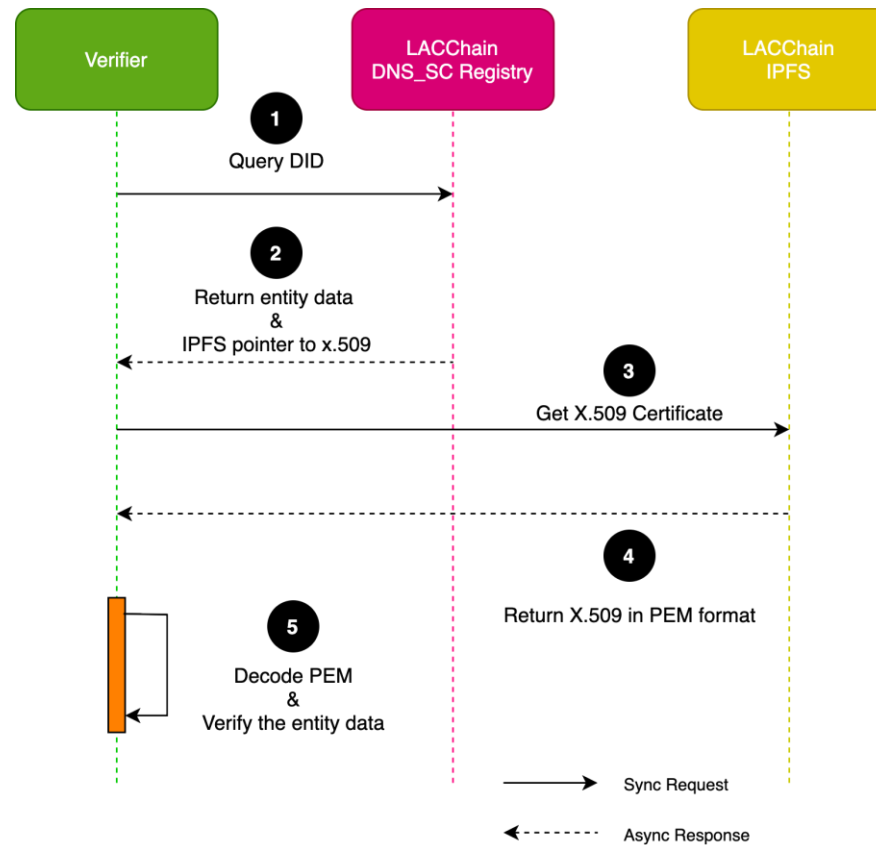 Verifier
LACChain
DNS_SC Registry
LACChain
IPFS
1
Query DID
2
Return entity data
&
IPFS pointer to x.509
3
Get X.509 Certificate
4
Return X.509 in PEM format
5
Decode PEM
&
Verify the entity data
Sync Request
Async Response